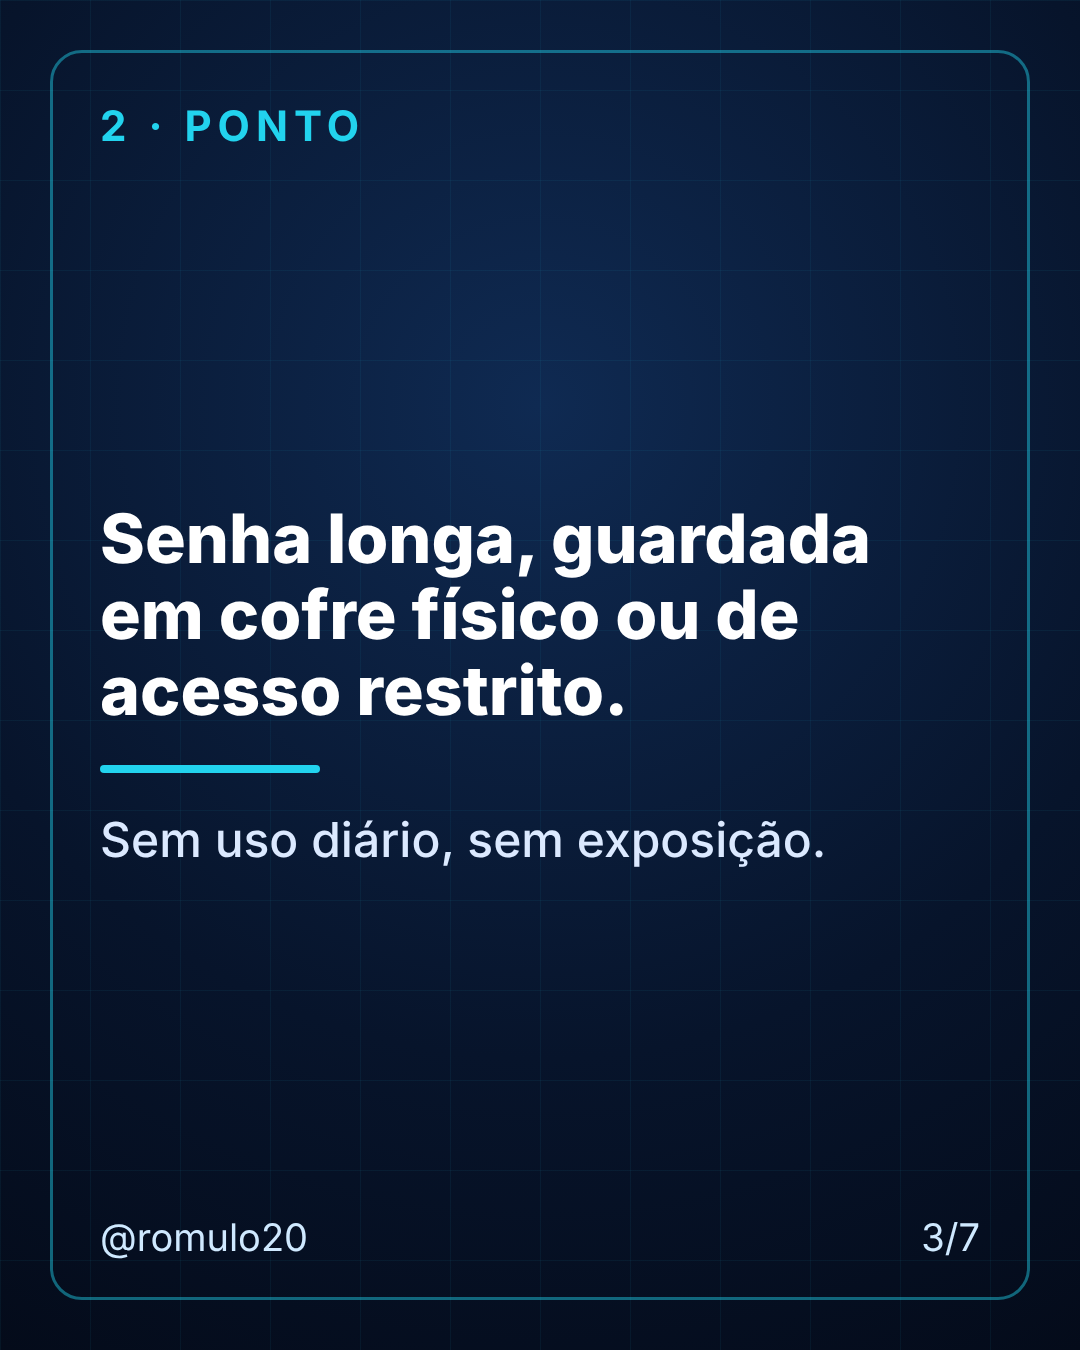 2 · PONTO
Senha longa, guardada
em cofre físico ou de
acesso restrito.
Sem uso diário, sem exposição.
@romulo20
3/7